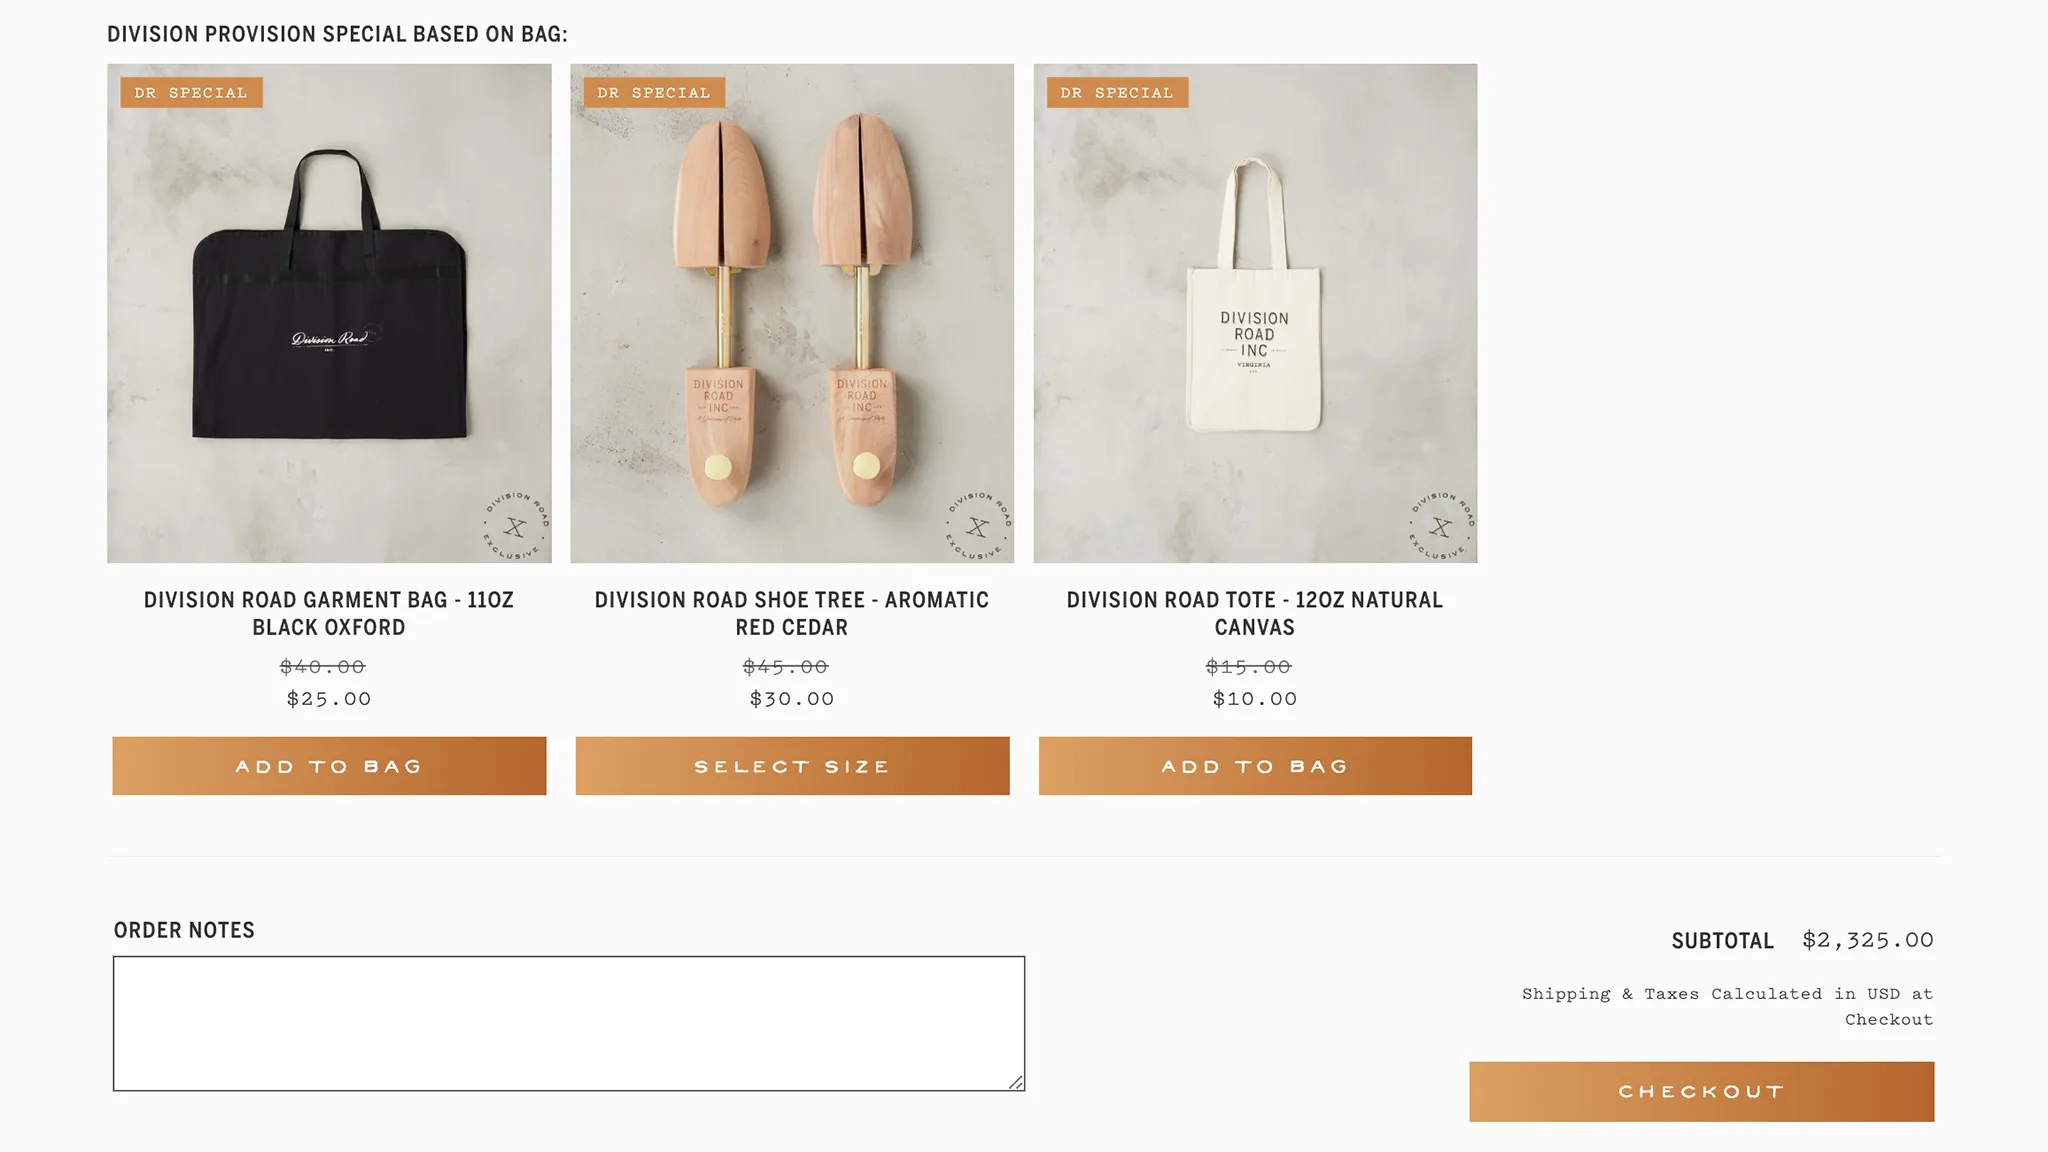 DIVISION PROVISION SPECIAL BASED ON BAG:
DR SPECIAL
Division Road
INC.
DIVISION ROAD
X
EXCLUSIVE
DR SPECIAL
DIVISION
ROAD
INC
DIVISION
ROAD
INC
DIVISION ROAD
X
EXCLUSIVE
DR SPECIAL
DIVISION
ROAD
INC
VIRGINIA
DIVISION ROAD
X
EXCLUSIVE
DIVISION ROAD GARMENT BAG - 11OZ
BLACK OXFORD
$40.00
$25.00
ADD TO BAG
DIVISION ROAD SHOE TREE - AROMATIC
RED CEDAR
$45.00
$30.00
SELECT SIZE
DIVISION ROAD TOTE - 12OZ NATURAL
CANVAS
$15.00
$10.00
ADD TO BAG
ORDER NOTES
SUBTOTAL $2,325.00
Shipping & Taxes Calculated in USD at
Checkout
CHECKOUT